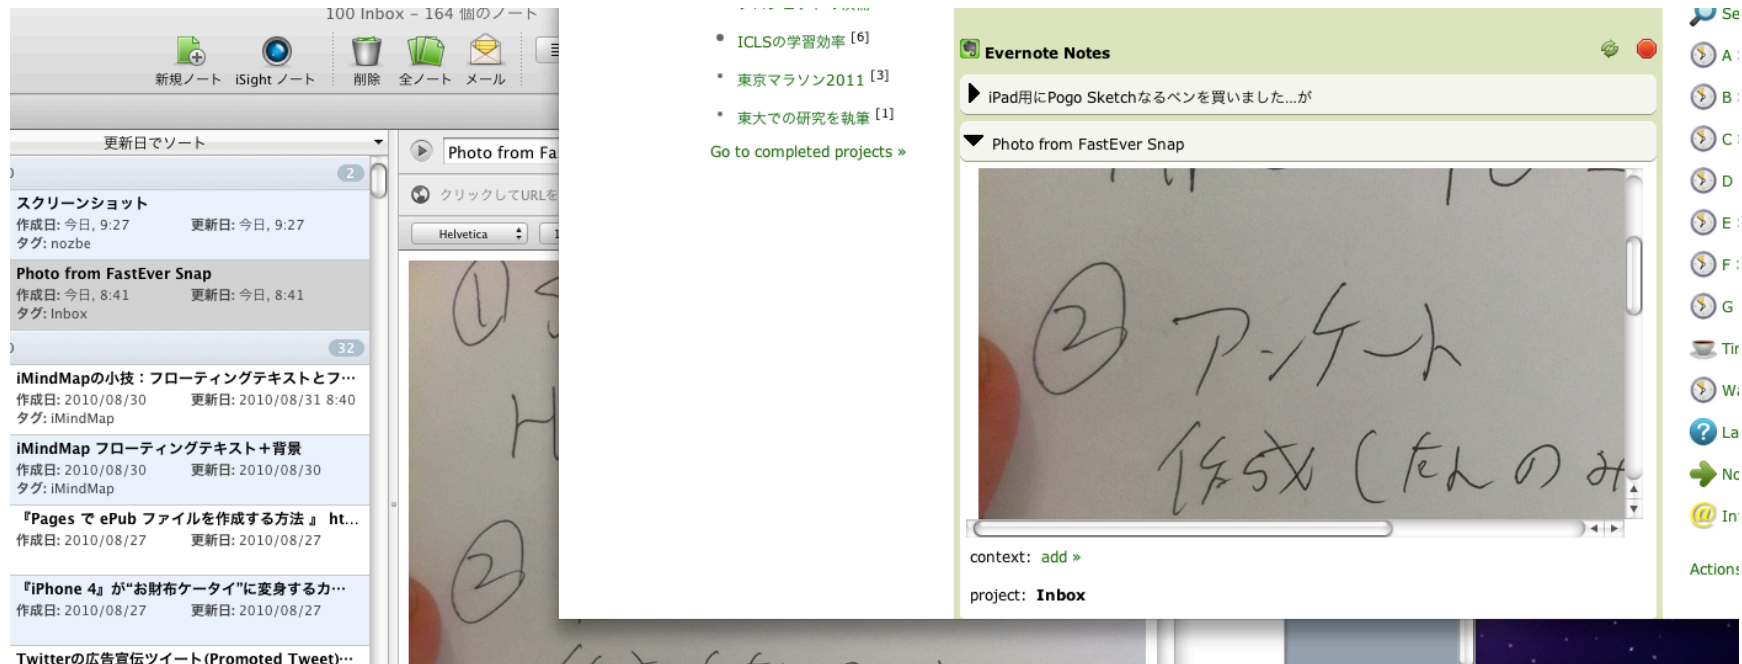 100 Inbox – 164 個のノート
新規ノート
iSight ノート
削除
全ノート
メール
更新日でソート
2
スクリーンショット
作成日: 今日, 9:27 更新日: 今日, 9:27
タグ: nozbe
Photo from FastEver Snap
作成日: 今日, 8:41 更新日: 今日, 8:41
タグ: Inbox
32
iMindMapの小技：フローティングテキストとフ…
作成日: 2010/08/30 更新日: 2010/08/31 8:40
タグ: iMindMap
iMindMap フローティングテキスト＋背景
作成日: 2010/08/30 更新日: 2010/08/30
タグ: iMindMap
『Pages で ePub ファイルを作成する方法 』 ht...
作成日: 2010/08/27 更新日: 2010/08/27
『iPhone 4』が“お財布ケータイ”に変身するカ…
作成日: 2010/08/27 更新日: 2010/08/27
Twitterの広告宣伝ツイート(Promoted Tweet)…
Photo from Fa
クリックしてURLを
Helvetica
①
H
②
ICLSの学習効率 [6]
東京マラソン2011 [3]
東大での研究を執筆 [1]
Go to completed projects »
Evernote Notes
iPad用にPogo Sketchなるペンを買いました...が
Photo from FastEver Snap
② アンケート
作成(たんのみ
context: add »
project: Inbox
Se
A :
B :
C :
D
E :
F :
G
Tir
Wa
La
No
@ In
Actions